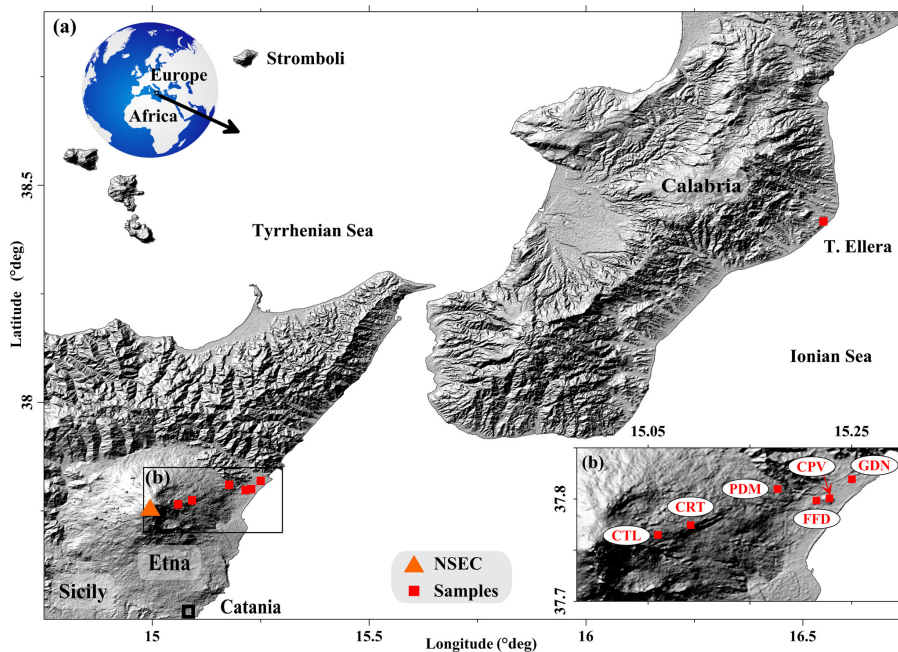 (a)
Stromboli
Europe
Africa
38.5
Calabria
Tyrrhenian Sea
T. Ellera
Latitude (°deg)
Ionian Sea
38
15.05
15.25
(b)
(b)
CPV
GDN
PDM
37.8
CRT
FFD
CTL
Etna
NSEC
Sicily
Samples
Catania
37.7
15
15.5
16
16.5
Longitude (°deg)